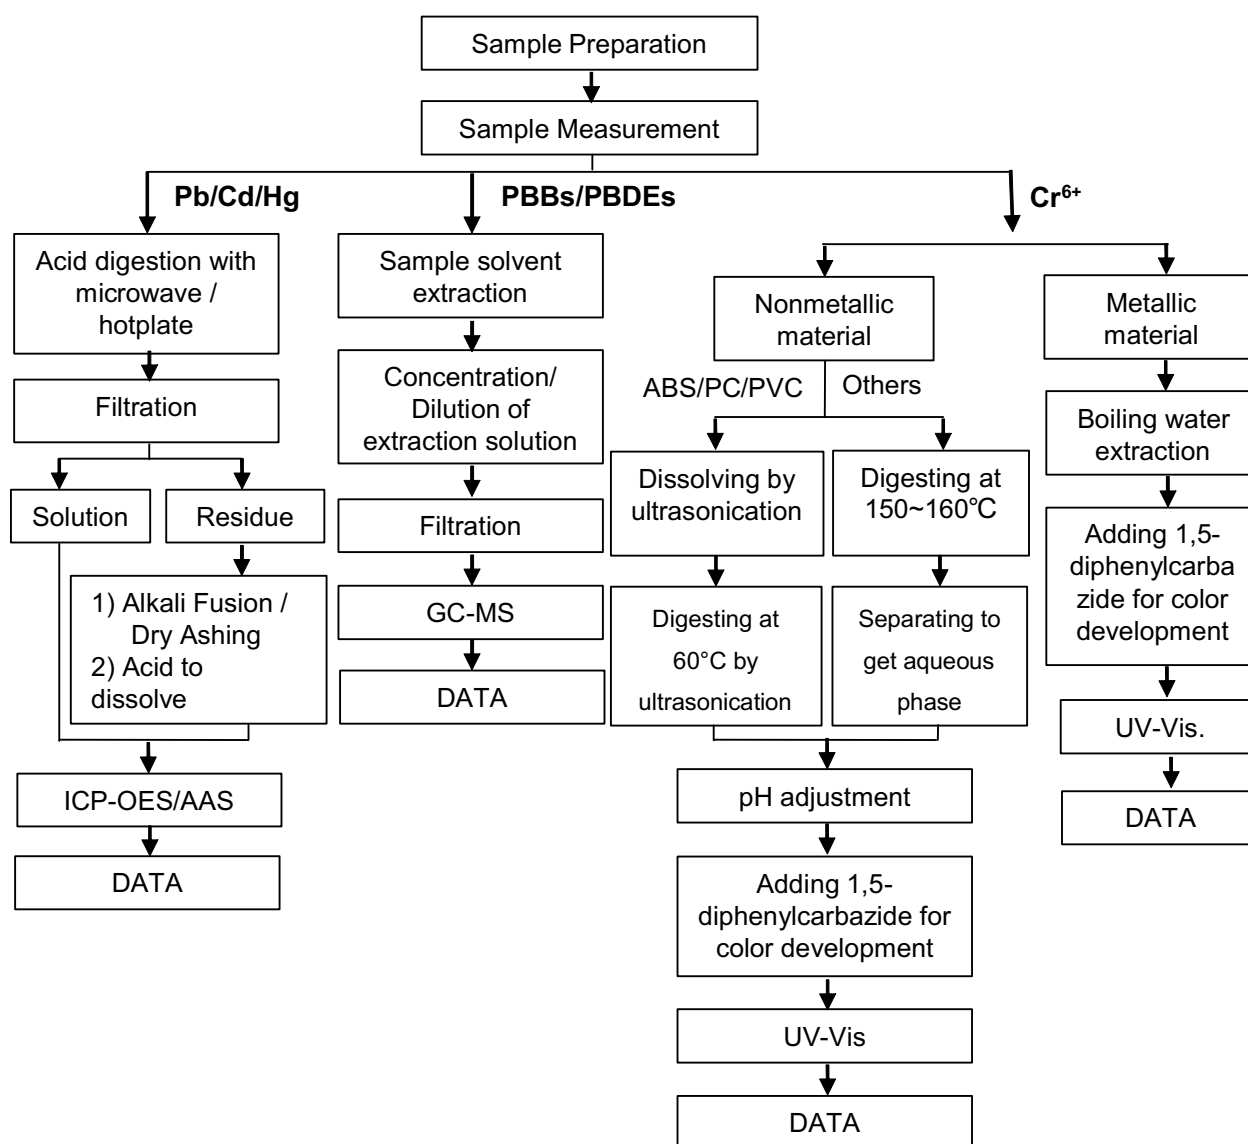 Sample Preparation
Sample Measurement
Pb/Cd/Hg
PBBs/PBDEs
Cr⁶⁺
Acid digestion with
microwave /
hotplate
Filtration
Solution
Residue
1) Alkali Fusion /
Dry Ashing
2) Acid to
dissolve
ICP-OES/AAS
DATA
Sample solvent
extraction
Concentration/
Dilution of
extraction solution
Filtration
GC-MS
DATA
Nonmetallic
material
ABS/PC/PVC
Others
Dissolving by
ultrasonication
Digesting at
60°C by
ultrasonication
Digesting at
150~160℃
Separating to
get aqueous
phase
pH adjustment
Adding 1,5-
diphenylcarbazide for
color development
UV-Vis
DATA
Metallic
material
Boiling water
extraction
Adding 1,5-
diphenylcarba
zide for color
development
UV-Vis.
DATA